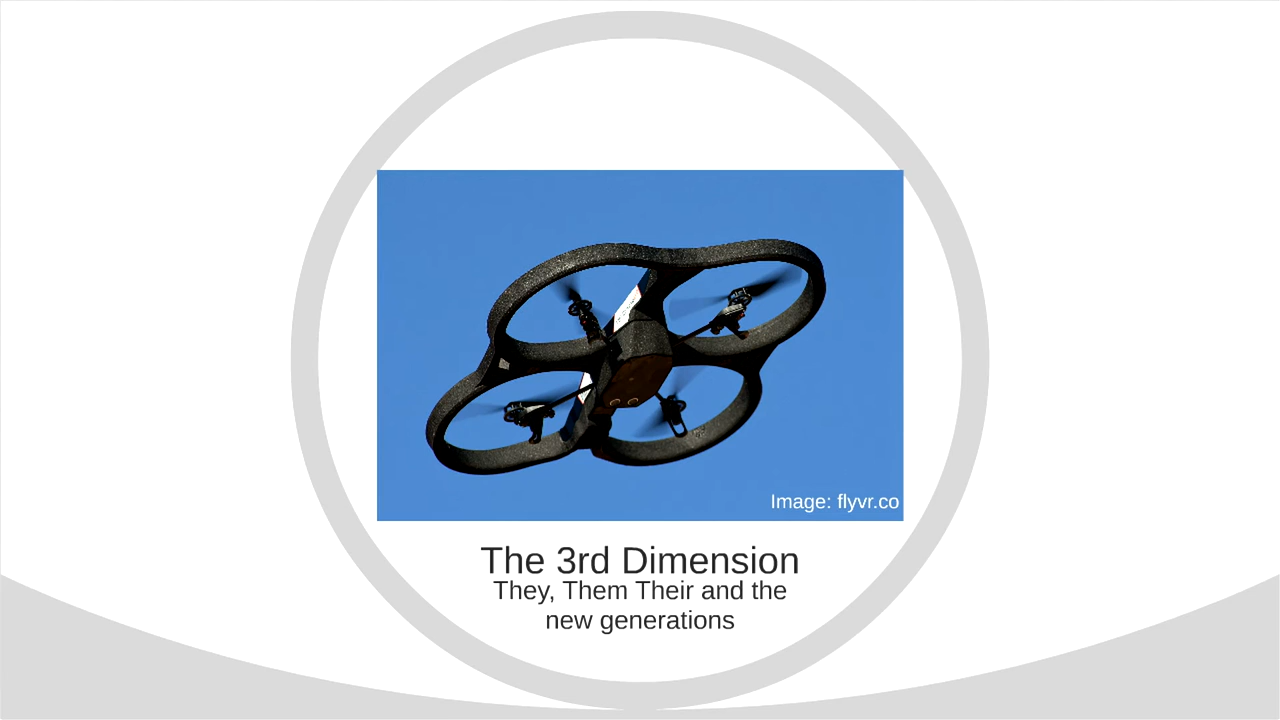 Image: flyvr.co
The 3rd Dimension
They, Them Their and the
new generations